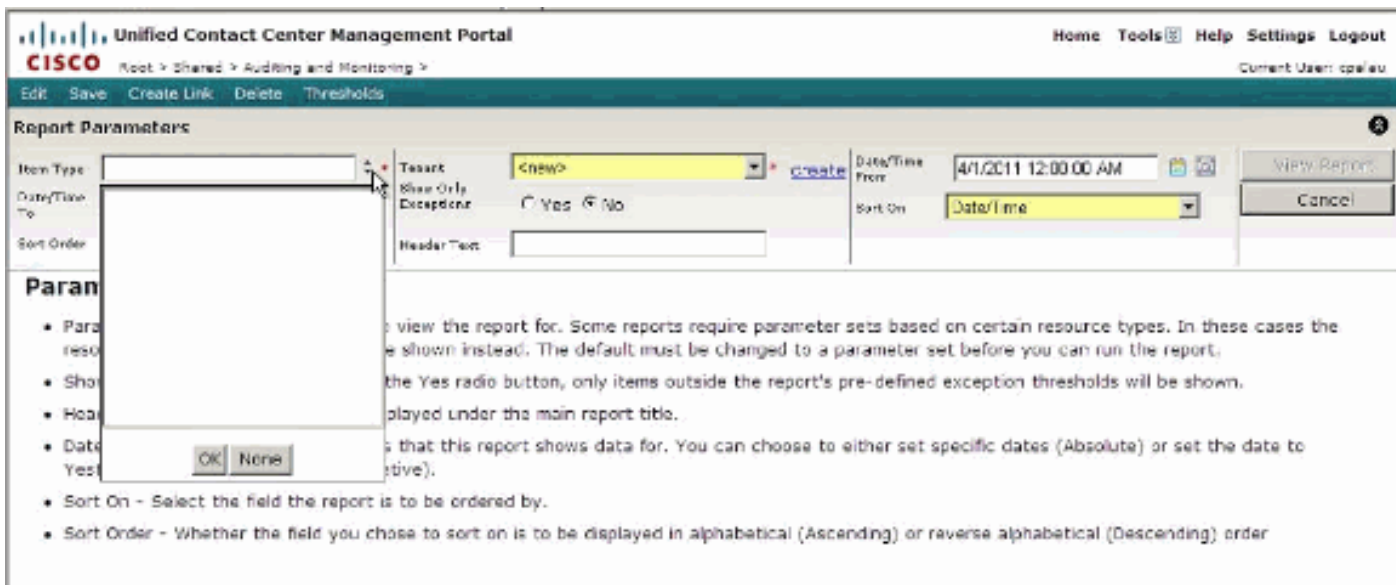 Unified Contact Center Management Portal
Home Tools Help Settings Logout
CISCO Root > Shared > Auditing and Monitoring >
Current User: cpalau
Edit Save Create Link Delete Thresholds
Report Parameters
Item Type * Tenant <new> * create Date/Time From 4/1/2011 12:00:00 AM View Report
Date/Time To Show Only Exceptions Yes No Sort On Date/Time Cancel
Sort Order Header Text
Param
• Para view the report for. Some reports require parameter sets based on certain resource types. In these cases the
reso e shown instead. The default must be changed to a parameter set before you can run the report.
• Shov the Yes radio button, only items outside the report's pre-defined exception thresholds will be shown.
• Head played under the main report title.
• Date s that this report shows data for. You can choose to either set specific dates (Absolute) or set the date to
Yest tive).
OK None
• Sort On - Select the field the report is to be ordered by.
• Sort Order - Whether the field you chose to sort on is to be displayed in alphabetical (Ascending) or reverse alphabetical (Descending) order